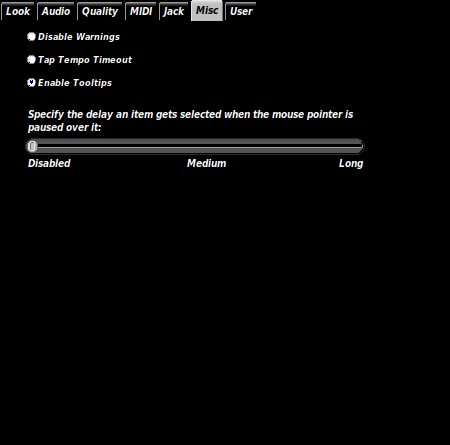 Look Audio Quality MIDI Jack Misc User
Disable Warnings
Tap Tempo Timeout
Enable Tooltips
Specify the delay an item gets selected when the mouse pointer is
paused over it:
Disabled Medium Long